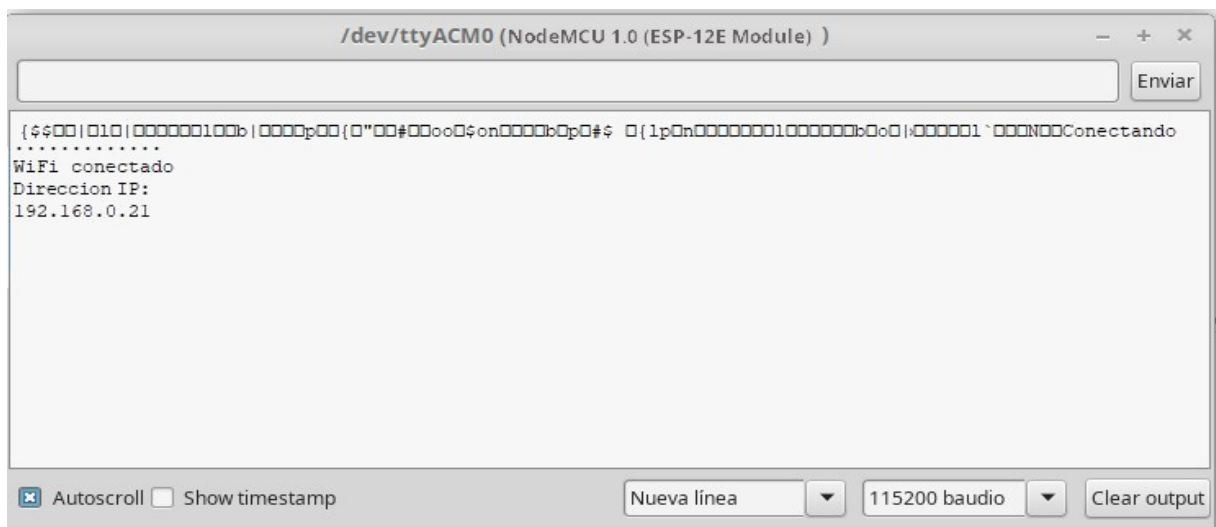 /dev/ttyACM0 (NodeMCU 1.0 (ESP-12E Module) )
Enviar
Conectando
.............
WiFi conectado
Direccion IP:
192.168.0.21
Autoscroll
Show timestamp
Nueva línea
115200 baudio
Clear output